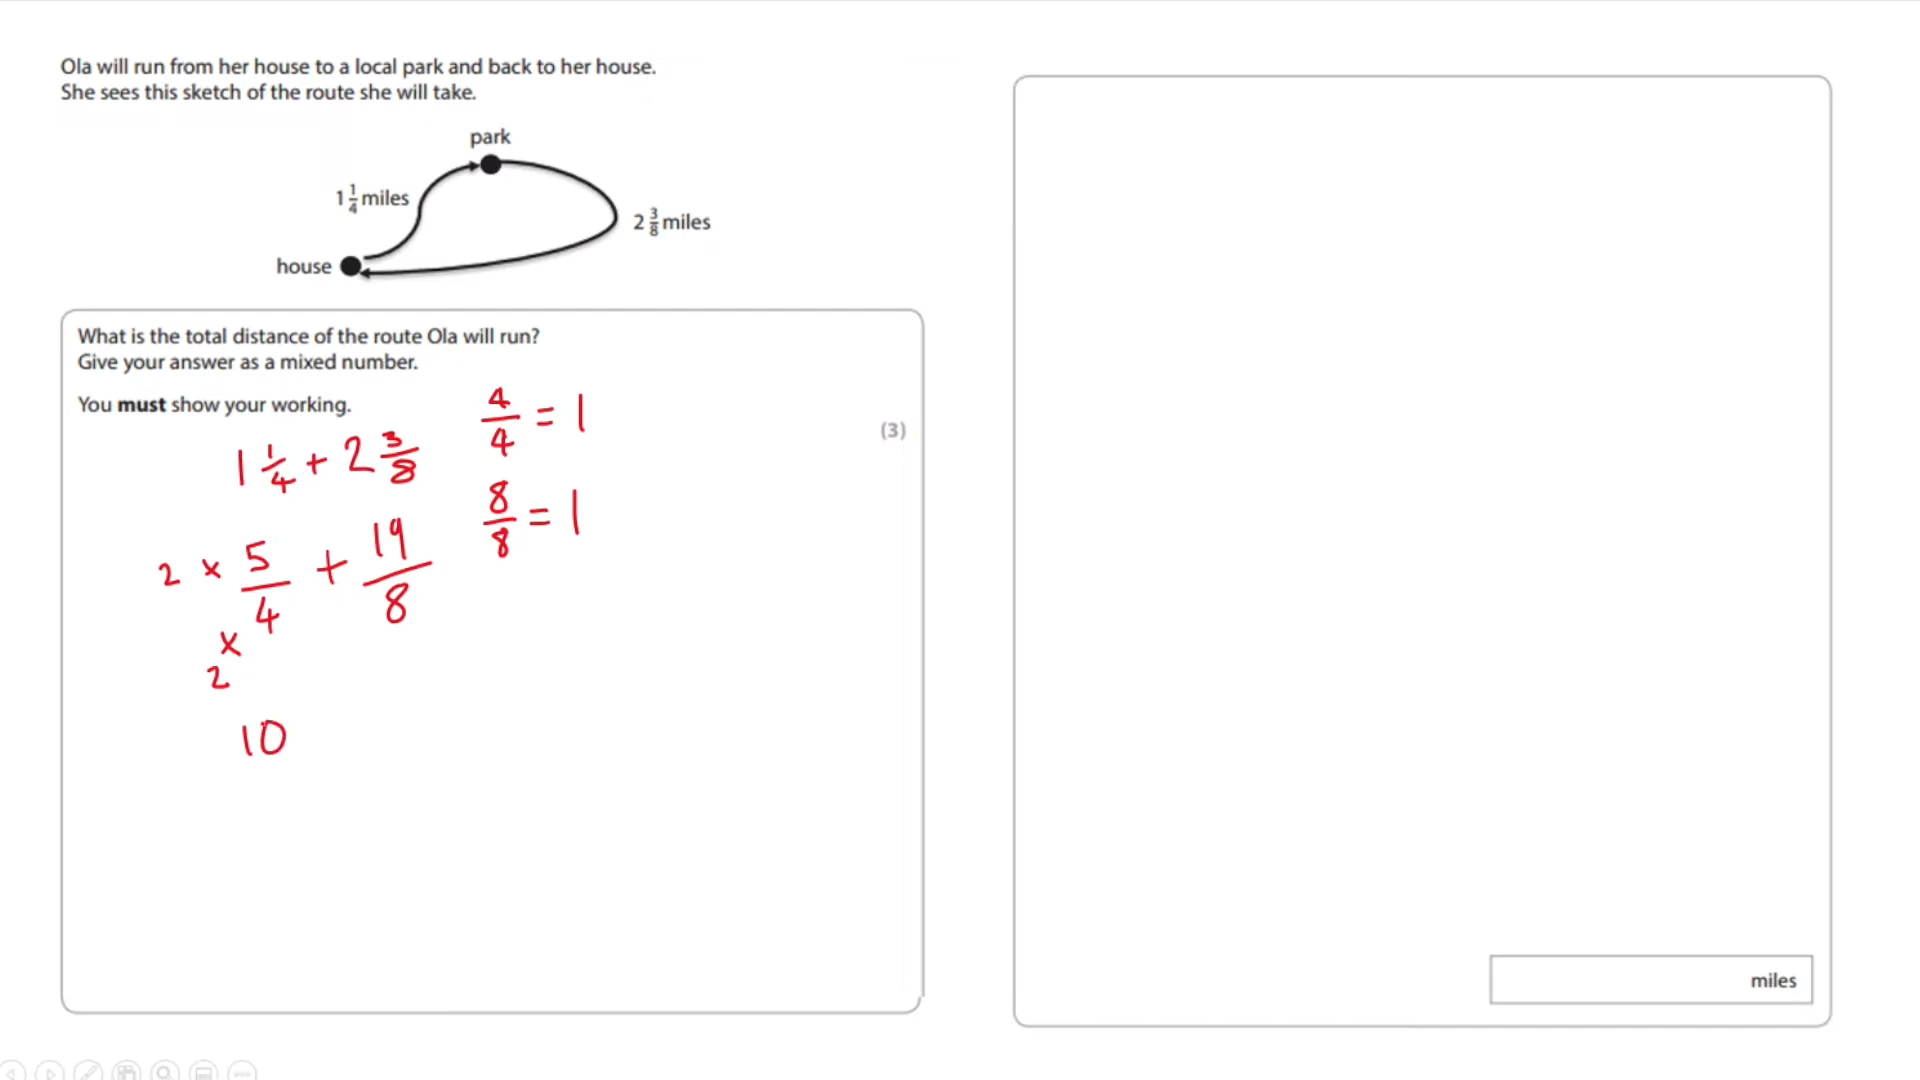 Ola will run from her house to a local park and back to her house.
She sees this sketch of the route she will take.
park
1 1/4 miles
2 3/8 miles
house
What is the total distance of the route Ola will run?
Give your answer as a mixed number.
You must show your working.
(3)
1 1/4 + 2 3/8
4/4 = 1
8/8 = 1
2 × 5/4 + 19/8
× 2
10
miles